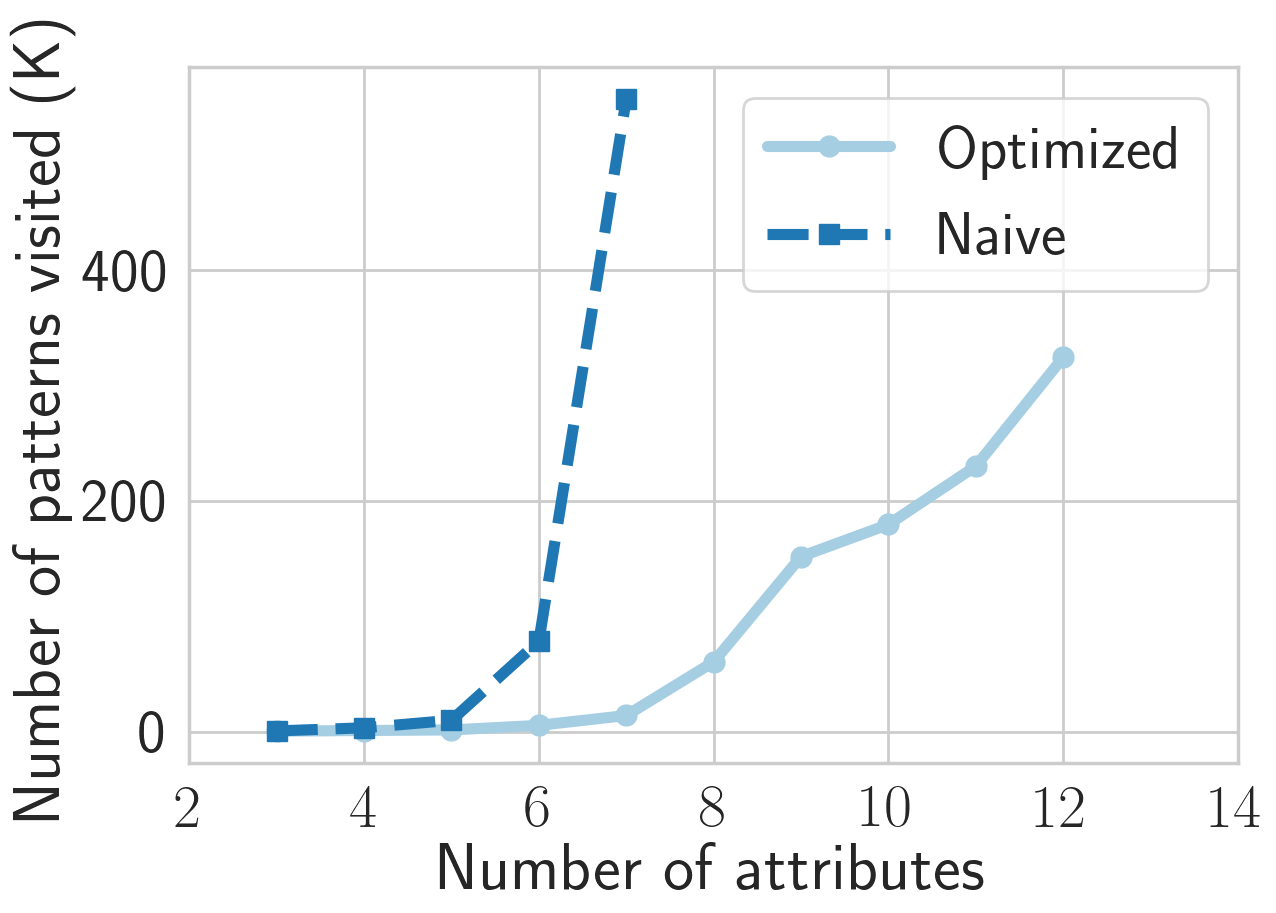 Number of patterns visited (K)
400
200
0
Optimized
Naive
2 4 6 8 10 12 14
Number of attributes